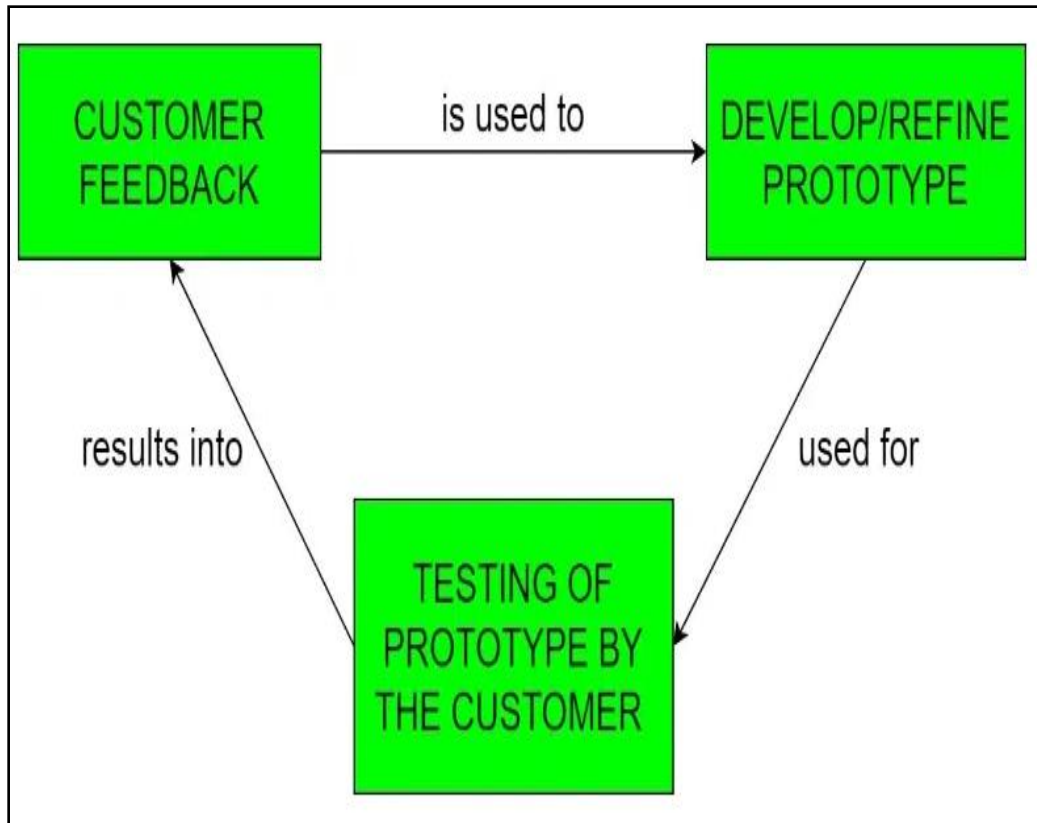 CUSTOMER
FEEDBACK
is used to
DEVELOP/REFINE
PROTOTYPE
results into
used for
TESTING OF
PROTOTYPE BY
THE CUSTOMER